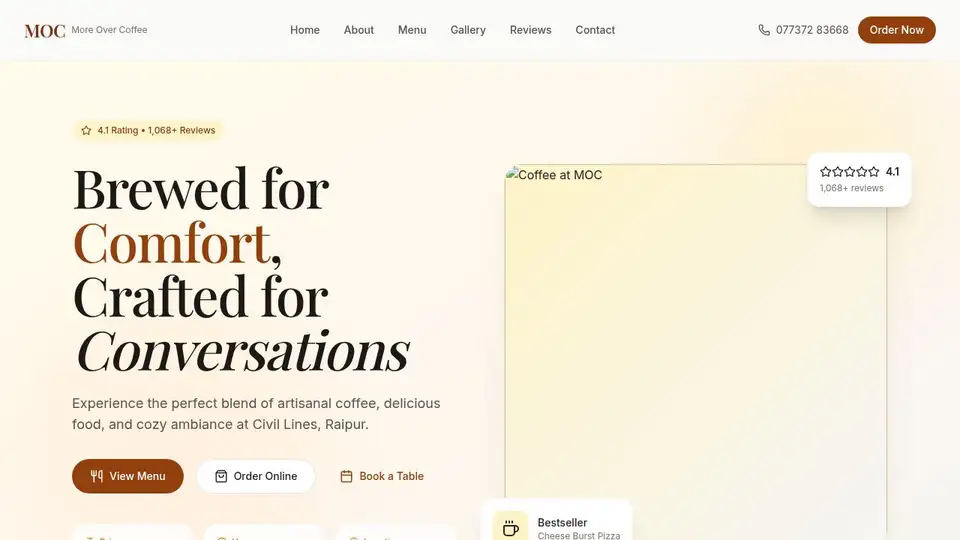 MOC More Over Coffee
Home About Menu Gallery Reviews Contact
077372 83668
Order Now
4.1 Rating • 1,068+ Reviews
Brewed for
Comfort,
Crafted for
Conversations
Experience the perfect blend of artisanal coffee, delicious
food, and cozy ambiance at Civil Lines, Raipur.
View Menu
Order Online
Book a Table
Coffee at MOC
4.1
1,068+ reviews
Bestseller
Cheese Burst Pizza